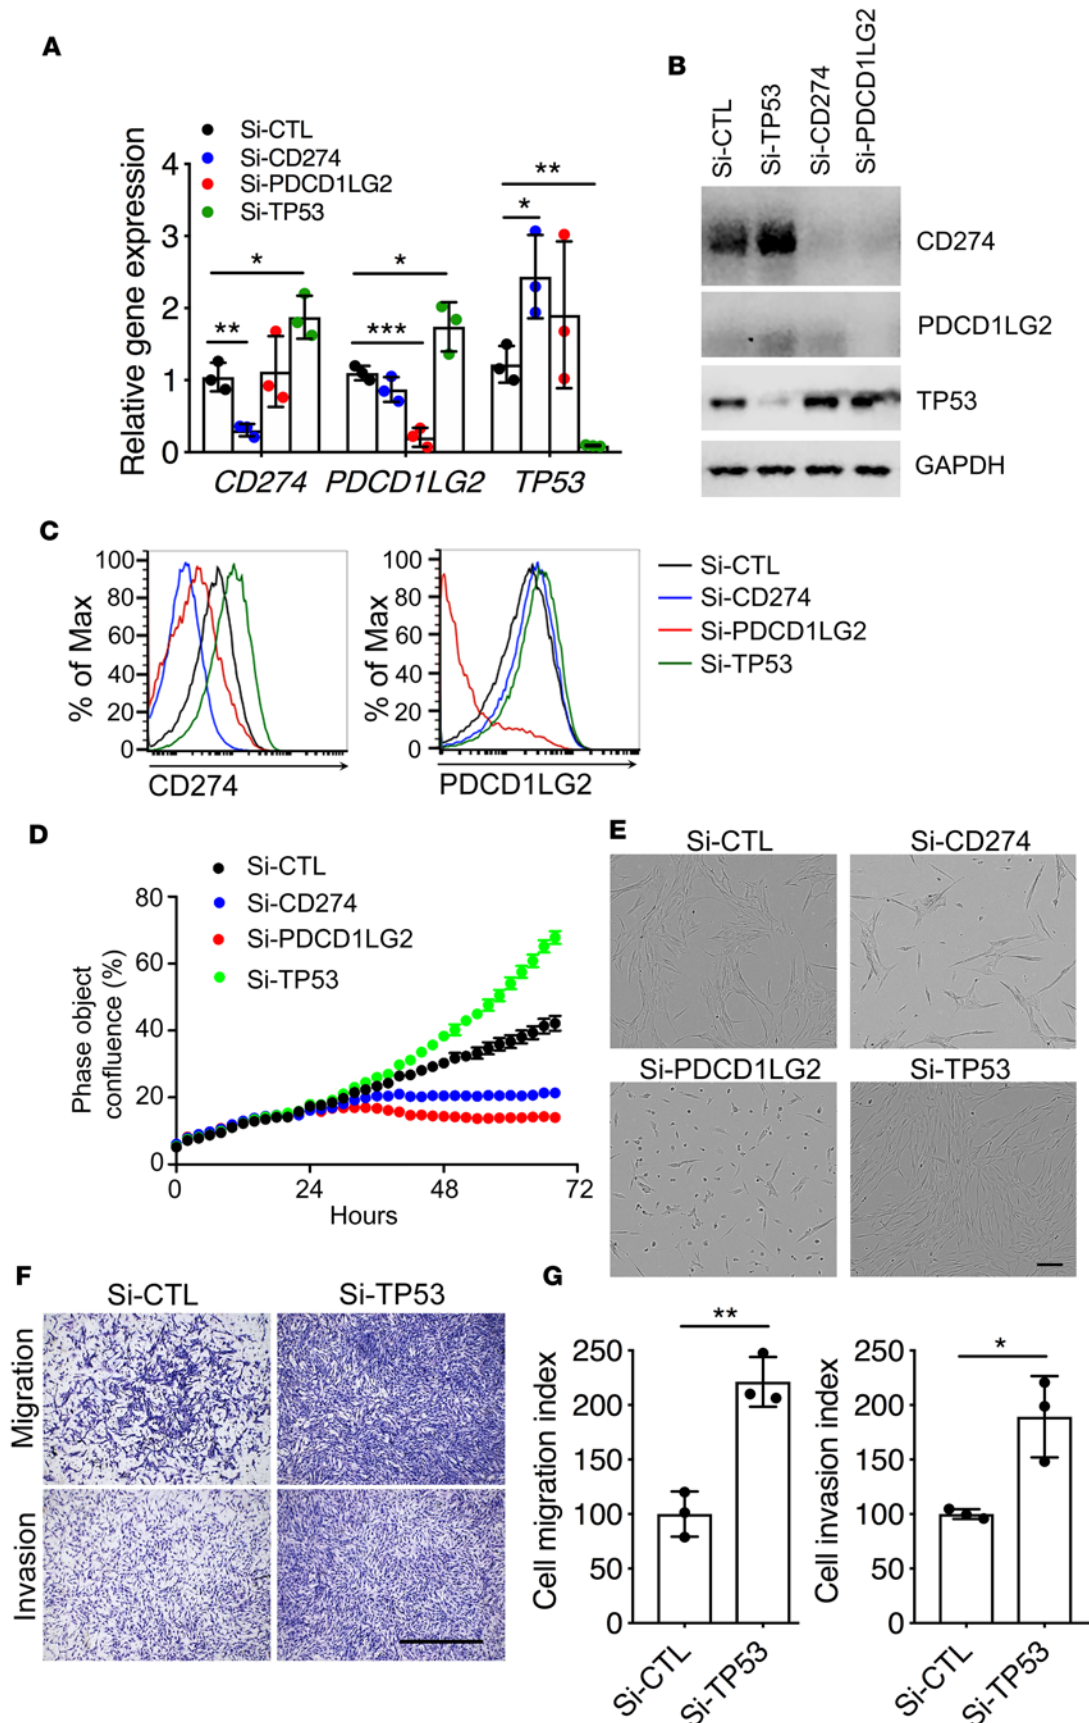 A
Si-CTL
Si-CD274
Si-PDCD1LG2
Si-TP53
Relative gene expression
4
3
2
1
0
**
*
*
*
**
***
CD274 PDCD1LG2 TP53
B
Si-CTL
Si-TP53
Si-CD274
Si-PDCD1LG2
CD274
PDCD1LG2
TP53
GAPDH
C
% of Max
100
80
60
40
20
0
CD274
% of Max
100
80
60
40
20
0
PDCD1LG2
Si-CTL
Si-CD274
Si-PDCD1LG2
Si-TP53
D
Si-CTL
Si-CD274
Si-PDCD1LG2
Si-TP53
Phase object
confluence (%)
80
60
40
20
0
0 24 48 72
Hours
E
Si-CTL Si-CD274
Si-PDCD1LG2 Si-TP53
F
Si-CTL Si-TP53
Migration
Invasion
G
Cell migration index
250
200
150
100
50
0
**
Si-CTL
Si-TP53
Cell invasion index
250
200
150
100
50
0
*
Si-CTL
Si-TP53